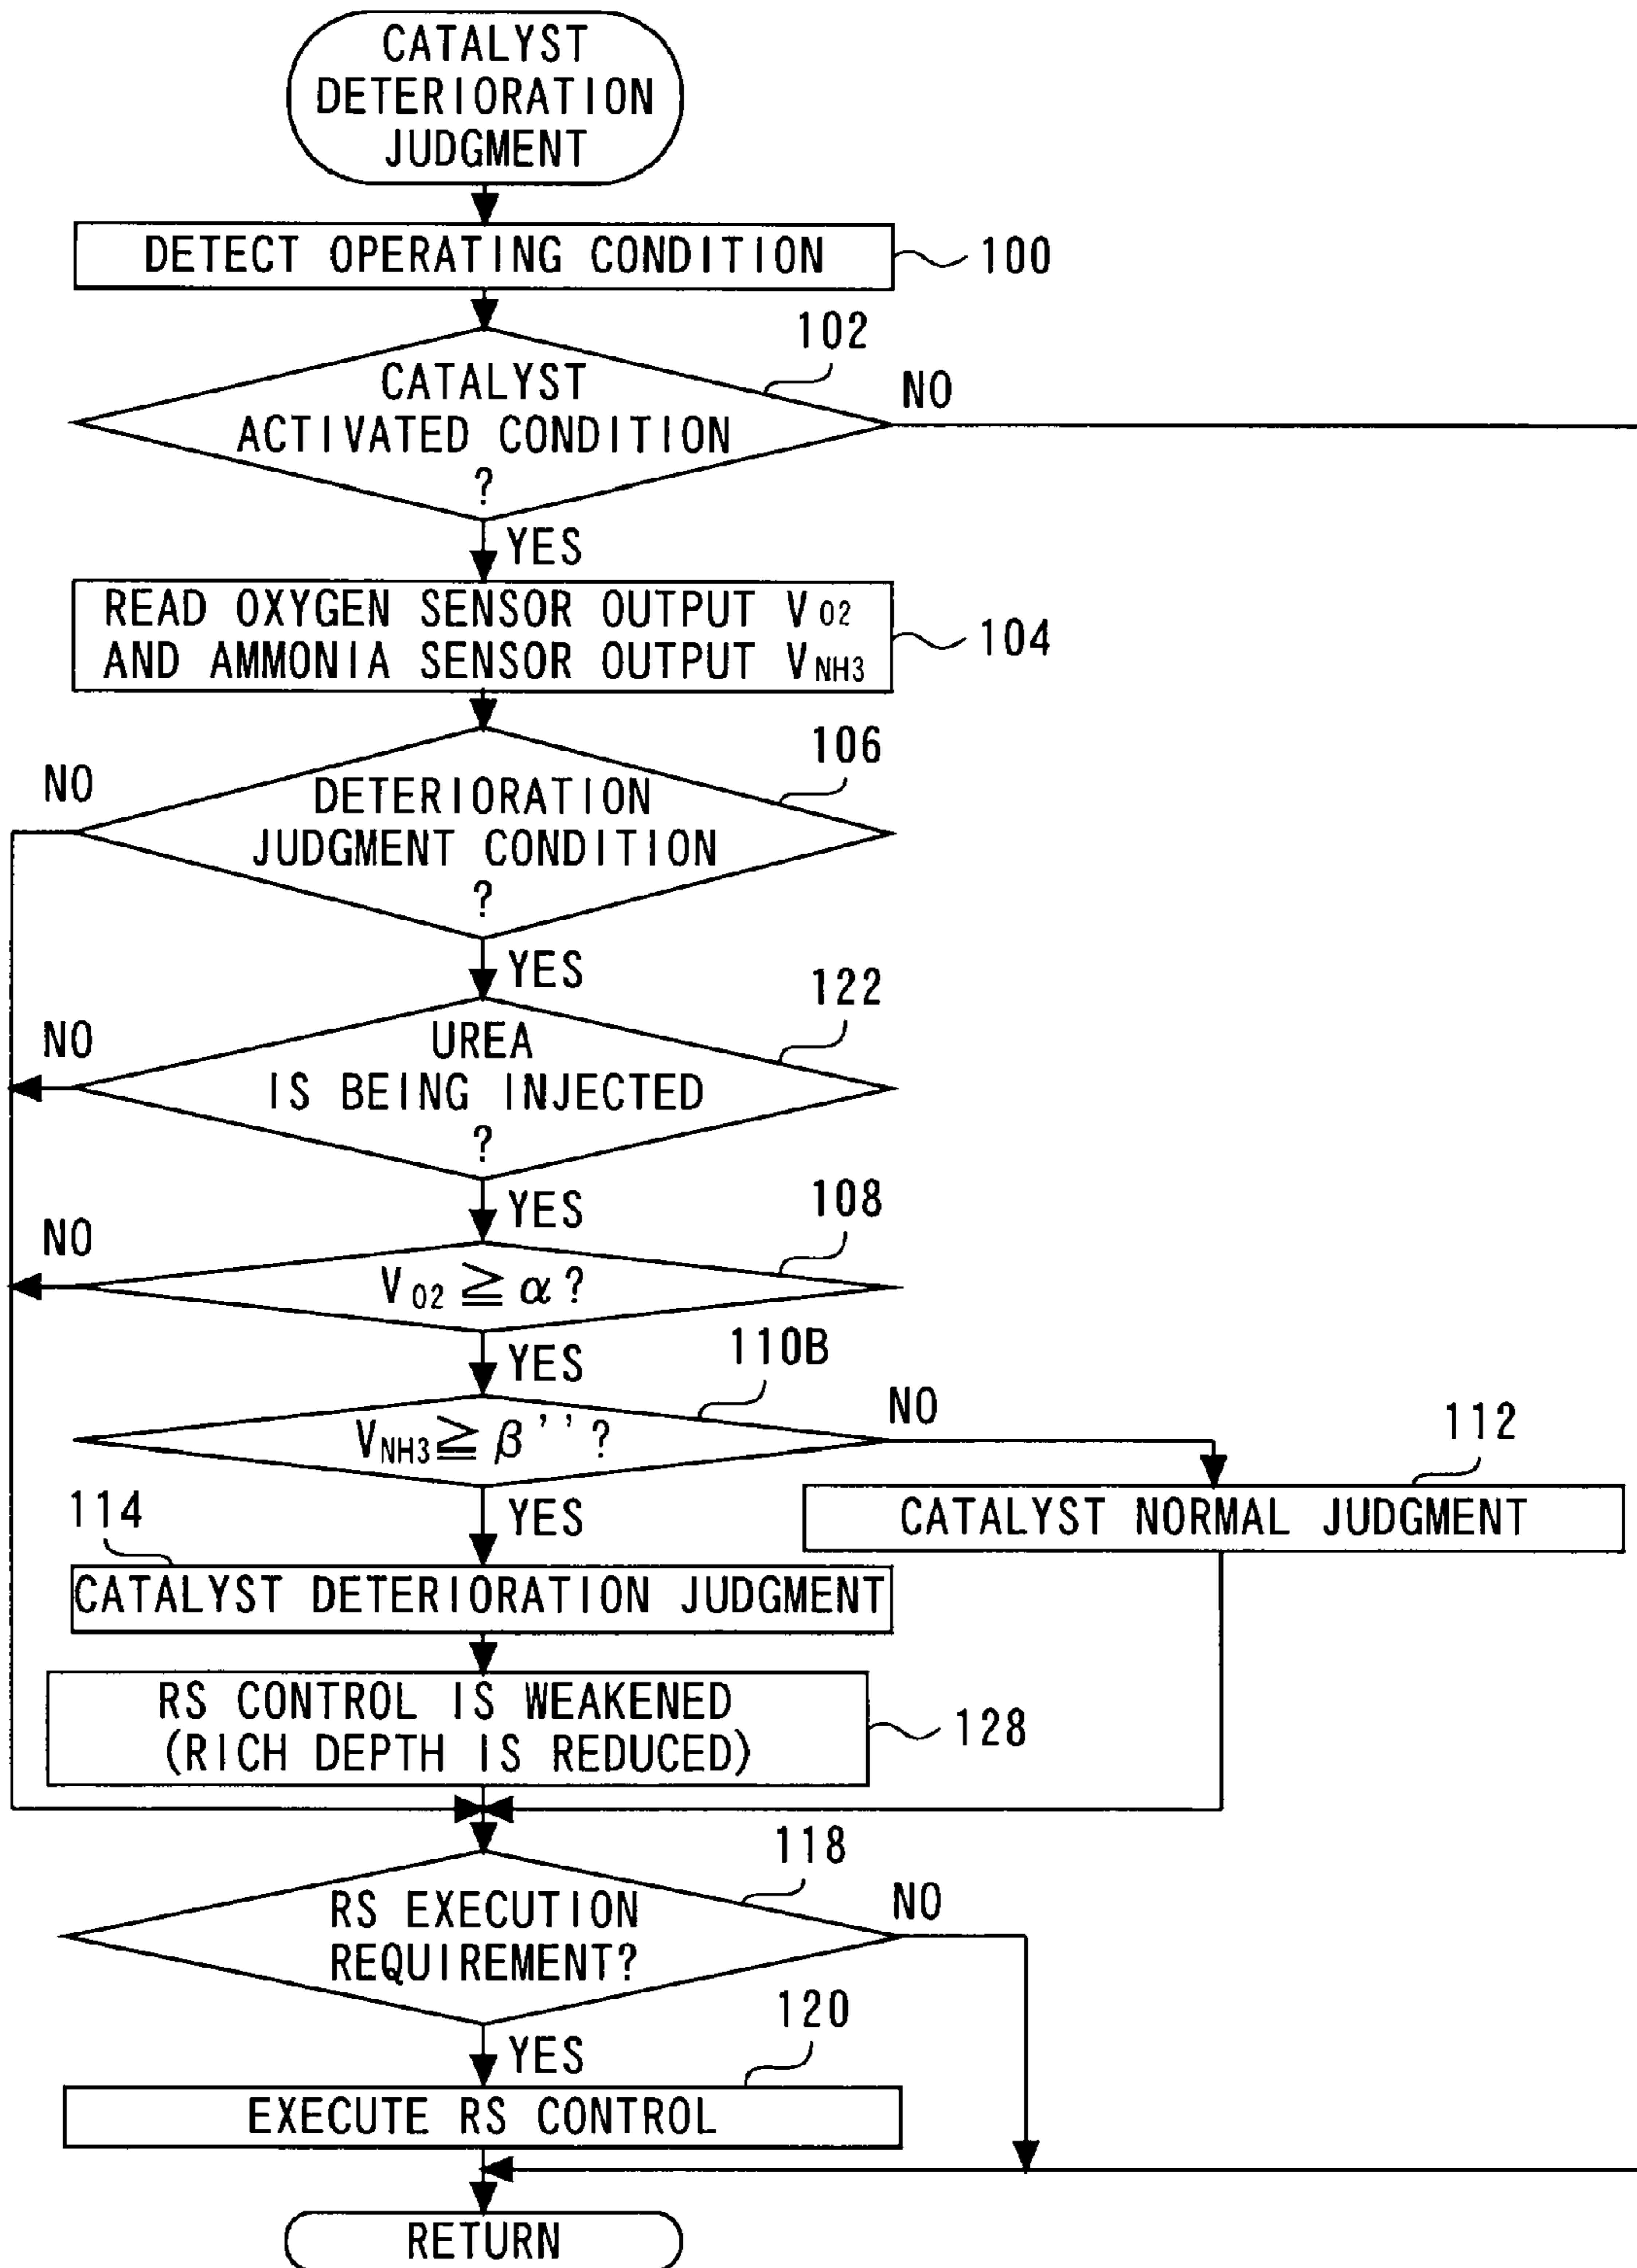 CATALYST
DETERIORATION
JUDGMENT
DETECT OPERATING CONDITION
100
102
CATALYST
ACTIVATED CONDITION
?
NO
YES
READ OXYGEN SENSOR OUTPUT VO2
AND AMMONIA SENSOR OUTPUT VNH3
104
106
NO
DETERIORATION
JUDGMENT CONDITION
?
YES
122
NO
UREA
IS BEING INJECTED
?
YES
108
NO
VO2 ≧ α ?
YES
110B
VNH3 ≧ β'' ?
NO
112
YES
CATALYST NORMAL JUDGMENT
114
CATALYST DETERIORATION JUDGMENT
RS CONTROL IS WEAKENED
(RICH DEPTH IS REDUCED)
128
118
RS EXECUTION
REQUIREMENT?
NO
120
YES
EXECUTE RS CONTROL
RETURN